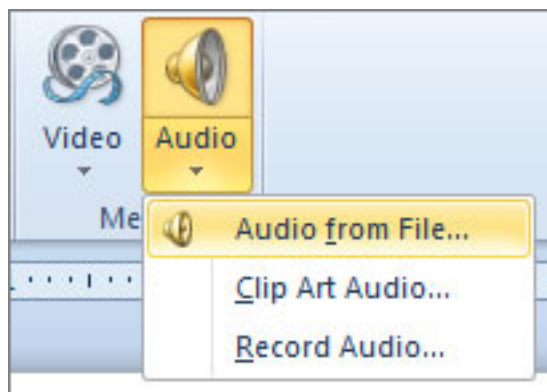 Video
Audio
Me
Audio from File...
Clip Art Audio...
Record Audio...